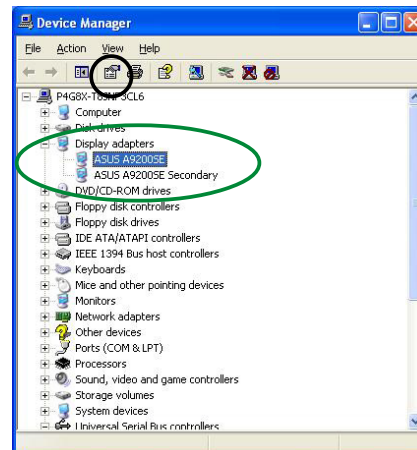 Device Manager
File Action View Help
P4G8X-T63NF3CL6
Computer
Disk drives
Display adapters
ASUS A9200SE
ASUS A9200SE Secondary
DVD/CD-ROM drives
Floppy disk controllers
Floppy disk drives
IDE ATA/ATAPI controllers
IEEE 1394 Bus host controllers
Keyboards
Mice and other pointing devices
Monitors
Network adapters
Other devices
Ports (COM & LPT)
Processors
Sound, video and game controllers
Storage volumes
System devices
Universal Serial Bus controllers